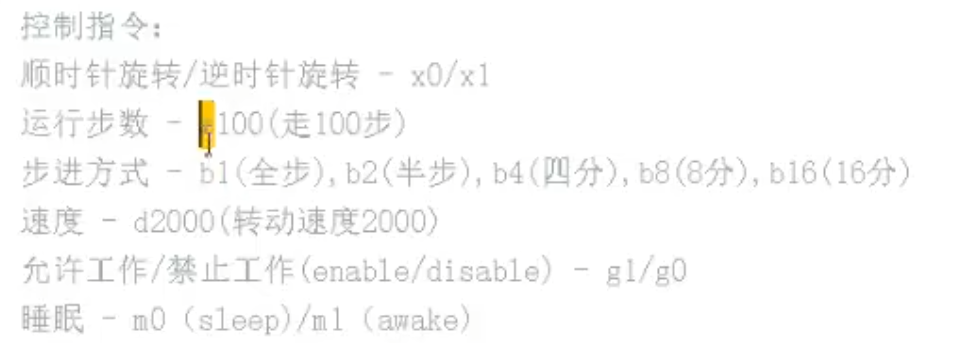 控制指令:
顺时针旋转/逆时针旋转 - x0/x1
运行步数 - 100(走100步)
步进方式 - b1(全步),b2(半步),b4(四分),b8(8分),b16(16分)
速度 - d2000(转动速度2000)
允许工作/禁止工作(enable/disable) - g1/g0
睡眠 - m0 (sleep)/m1 (awake)